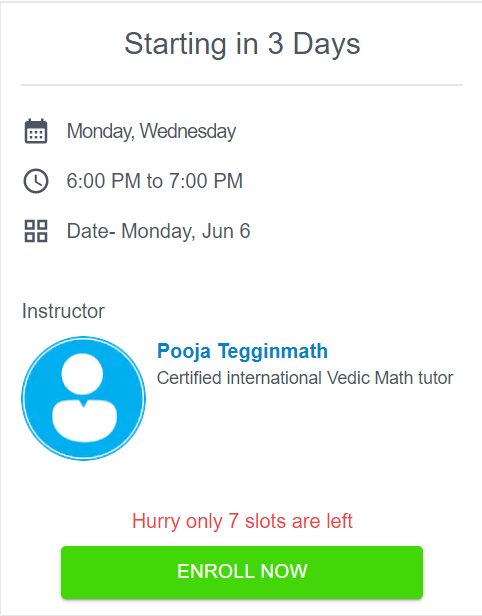 Starting in 3 Days
Monday, Wednesday
6:00 PM to 7:00 PM
Date- Monday, Jun 6
Instructor
Pooja Tegginmath
Certified international Vedic Math tutor
Hurry only 7 slots are left
ENROLL NOW